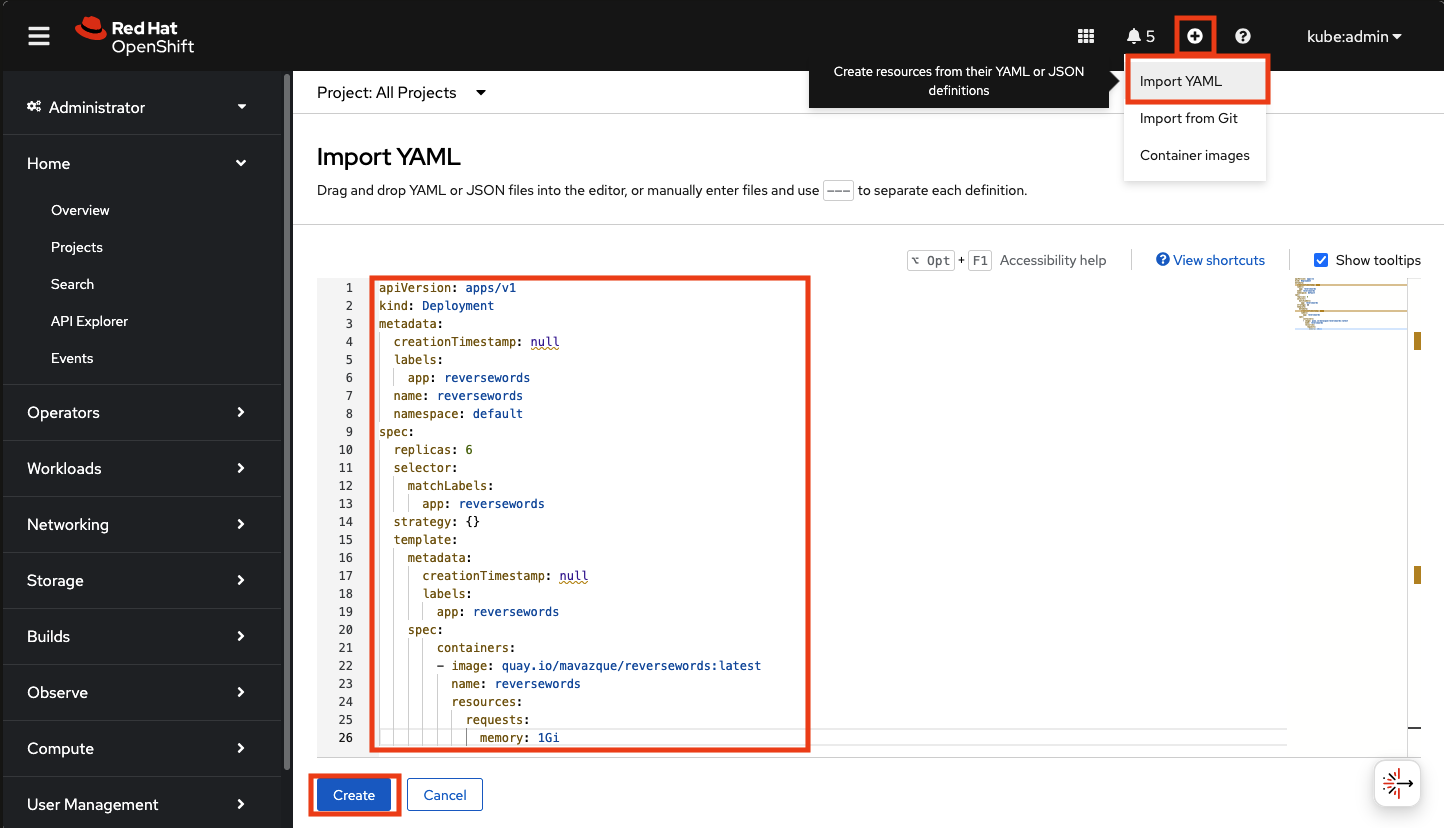 Red Hat
OpenShift
5
kube:admin
Create resources from their YAML or JSON
definitions
Import YAML
Import from Git
Container images
Administrator
Home
Overview
Projects
Search
API Explorer
Events
Operators
Workloads
Networking
Storage
Builds
Observe
Compute
User Management
Project: All Projects
Import YAML
Drag and drop YAML or JSON files into the editor, or manually enter files and use --- to separate each definition.
⌥ Opt + F1 Accessibility help
View shortcuts
Show tooltips
1 apiVersion: apps/v1
2 kind: Deployment
3 metadata:
4   creationTimestamp: null
5   labels:
6     app: reversewords
7   name: reversewords
8   namespace: default
9 spec:
10   replicas: 6
11   selector:
12     matchLabels:
13       app: reversewords
14   strategy: {}
15   template:
16     metadata:
17       creationTimestamp: null
18       labels:
19         app: reversewords
20     spec:
21         containers:
22         - image: quay.io/mavazque/reversewords:latest
23           name: reversewords
24           resources:
25             requests:
26               memory: 1Gi
Create
Cancel